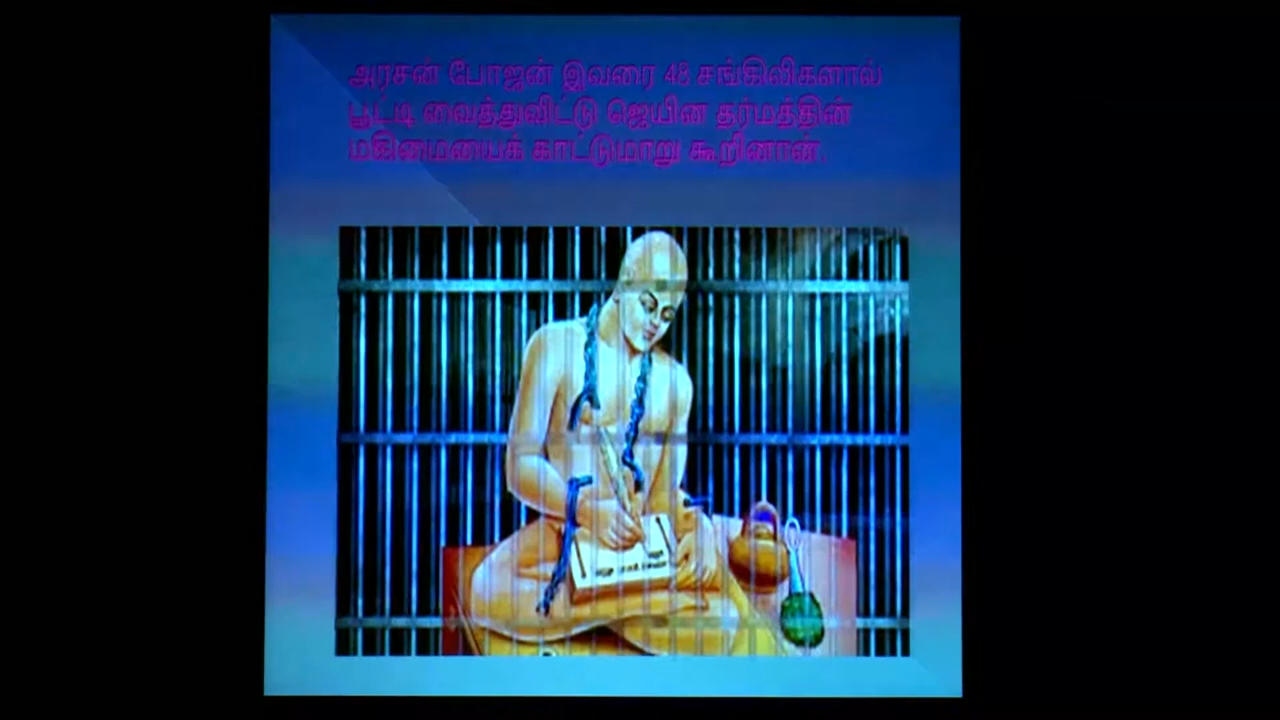 அரசன் போஜன் இவரை 48 சங்கிலிகளால்
பூட்டி வைத்துவிட்டு ஜெயின தர்மத்தின்
மகிமையைக் காட்டுமாறு கூறினான்.